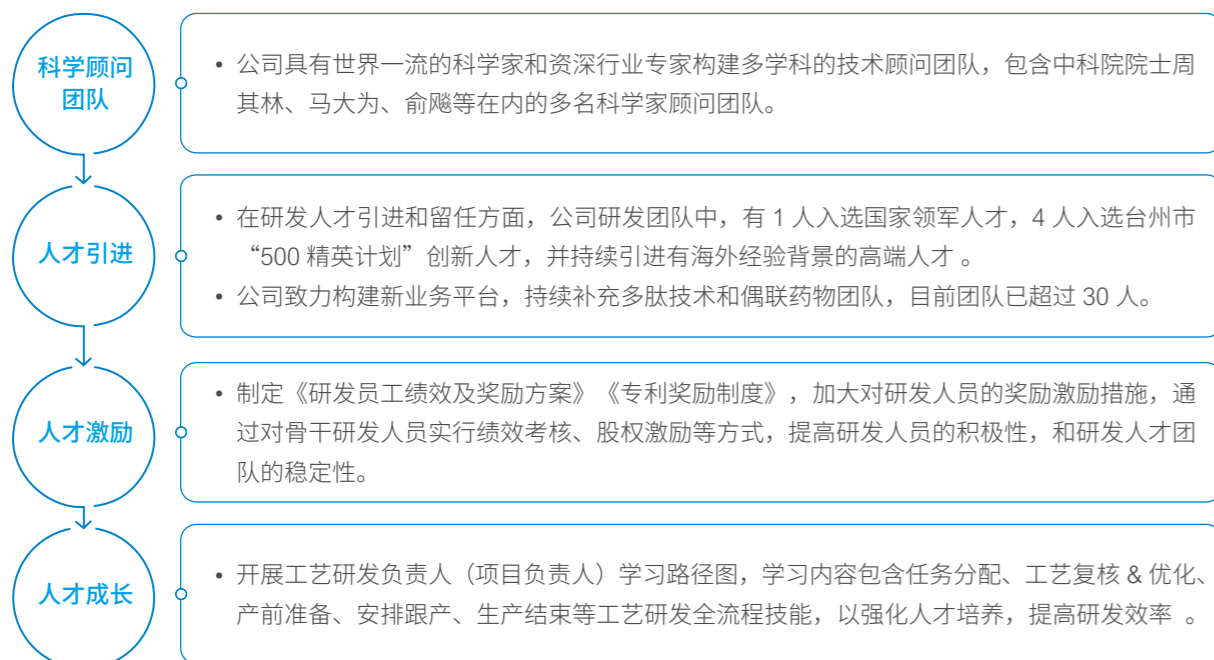 科学顾问
团队
• 公司具有世界一流的科学家和资深行业专家构建多学科的技术顾问团队，包含中科院院士周
其林、马大为、俞飚等在内的多名科学家顾问团队。
人才引进
• 在研发人才引进和留任方面，公司研发团队中，有 1 人入选国家领军人才，4 人入选台州市
“500 精英计划”创新人才，并持续引进有海外经验背景的高端人才 。
• 公司致力构建新业务平台，持续补充多肽技术和偶联药物团队，目前团队已超过 30 人。
人才激励
• 制定《研发员工绩效及奖励方案》《专利奖励制度》，加大对研发人员的奖励激励措施，通
过对骨干研发人员实行绩效考核、股权激励等方式，提高研发人员的积极性，和研发人才团
队的稳定性。
人才成长
• 开展工艺研发负责人（项目负责人）学习路径图，学习内容包含任务分配、工艺复核 & 优化、
产前准备、安排跟产、生产结束等工艺研发全流程技能，以强化人才培养，提高研发效率 。